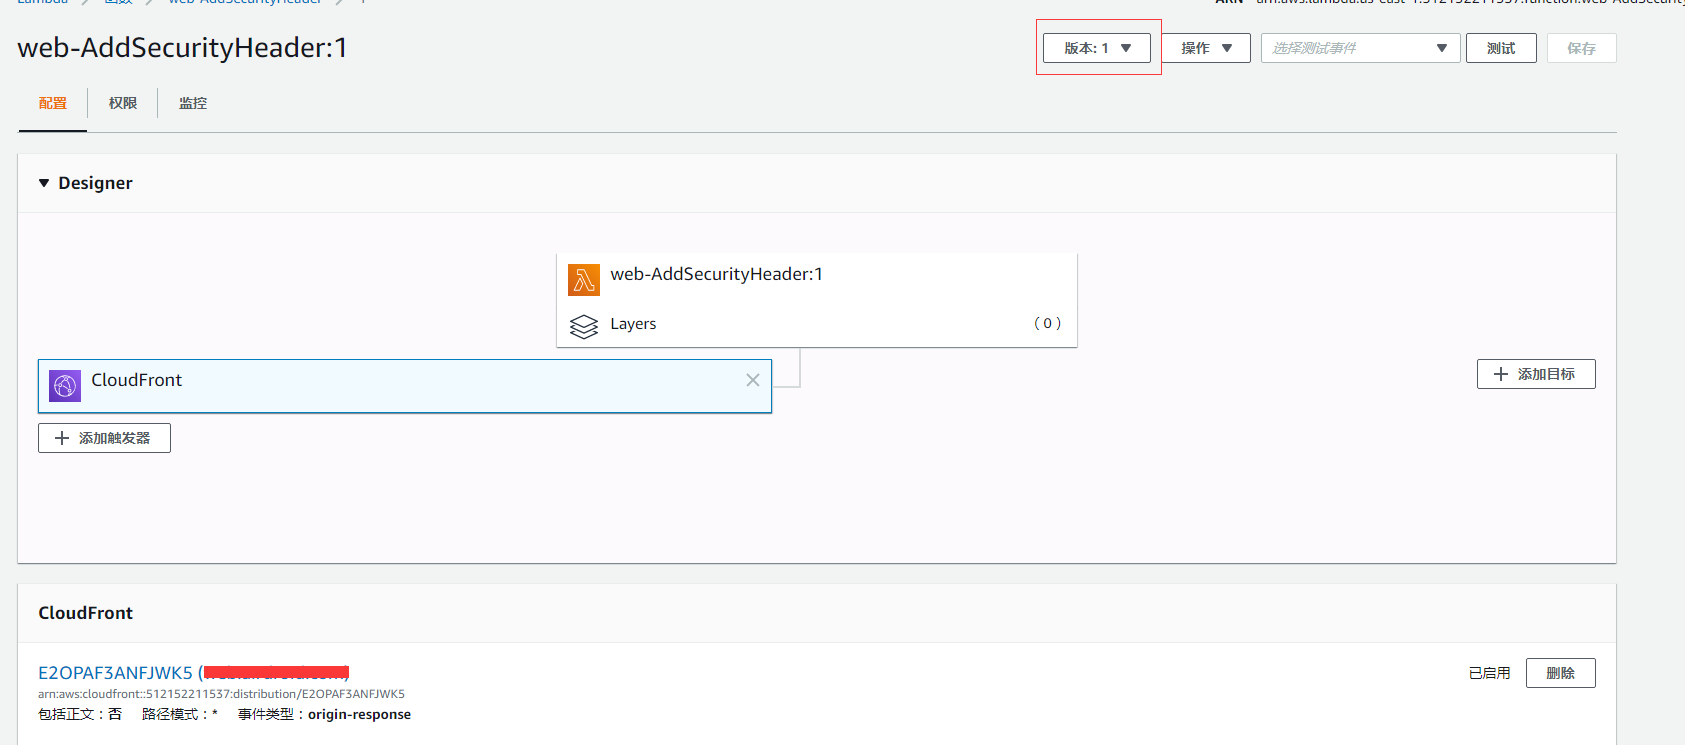 Lambda 函数 web-AddSecurityHeader 1
ARN - arn:aws:lambda:us-east-1:512152211537:function:web-AddSecurity
web-AddSecurityHeader:1
版本: 1 操作 选择测试事件 测试 保存
配置 权限 监控
Designer
web-AddSecurityHeader:1
Layers ( 0 )
CloudFront
添加目标
添加触发器
CloudFront
E2OPAF3ANFJWK5 (
已启用 删除
arn:aws:cloudfront::512152211537:distribution/E2OPAF3ANFJWK5
包括正文：否 路径模式：* 事件类型：origin-response